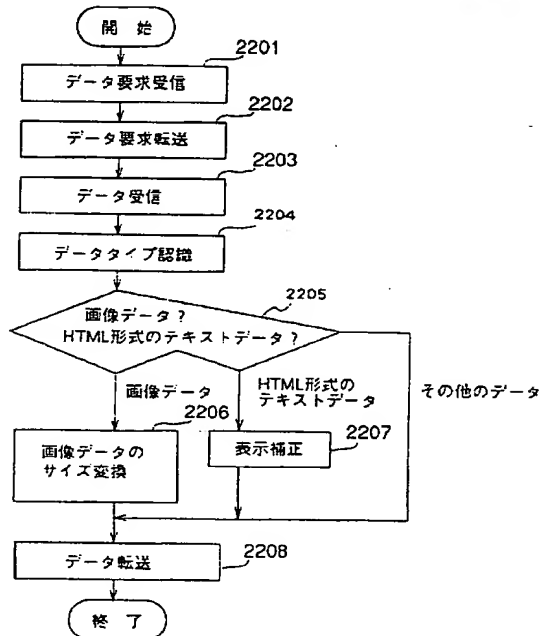 開 始
2201
データ要求受信
2202
データ要求転送
2203
データ受信
2204
データタイプ認識
2205
画像データ?
HTML形式のテキストデータ?
画像データ
HTML形式の
テキストデータ
その他のデータ
2206
画像データの
サイズ変換
2207
表示補正
2208
データ転送
終 了